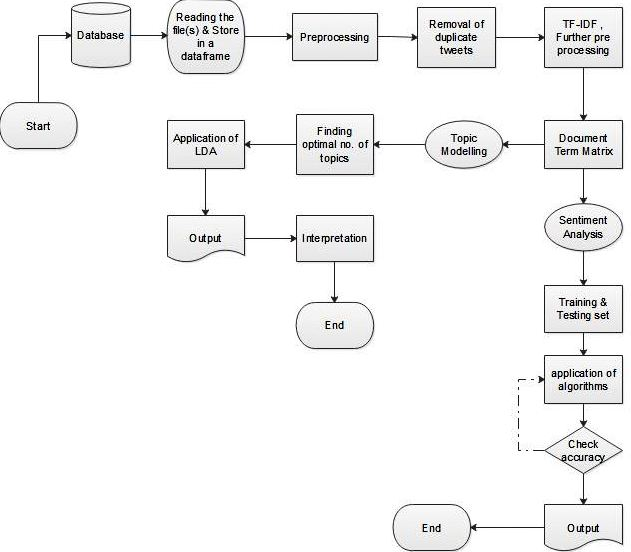 Start
Database
Reading the
file(s) & Store
in a
dataframe
Preprocessing
Removal of
duplicate
tweets
TF-IDF ,
Further pre
processing
Document
Term Matrix
Topic
Modelling
Finding
optimal no. of
topics
Application of
LDA
Output
Interpretation
End
Sentiment
Analysis
Training &
Testing set
application of
algorithms
Check
accuracy
Output
End